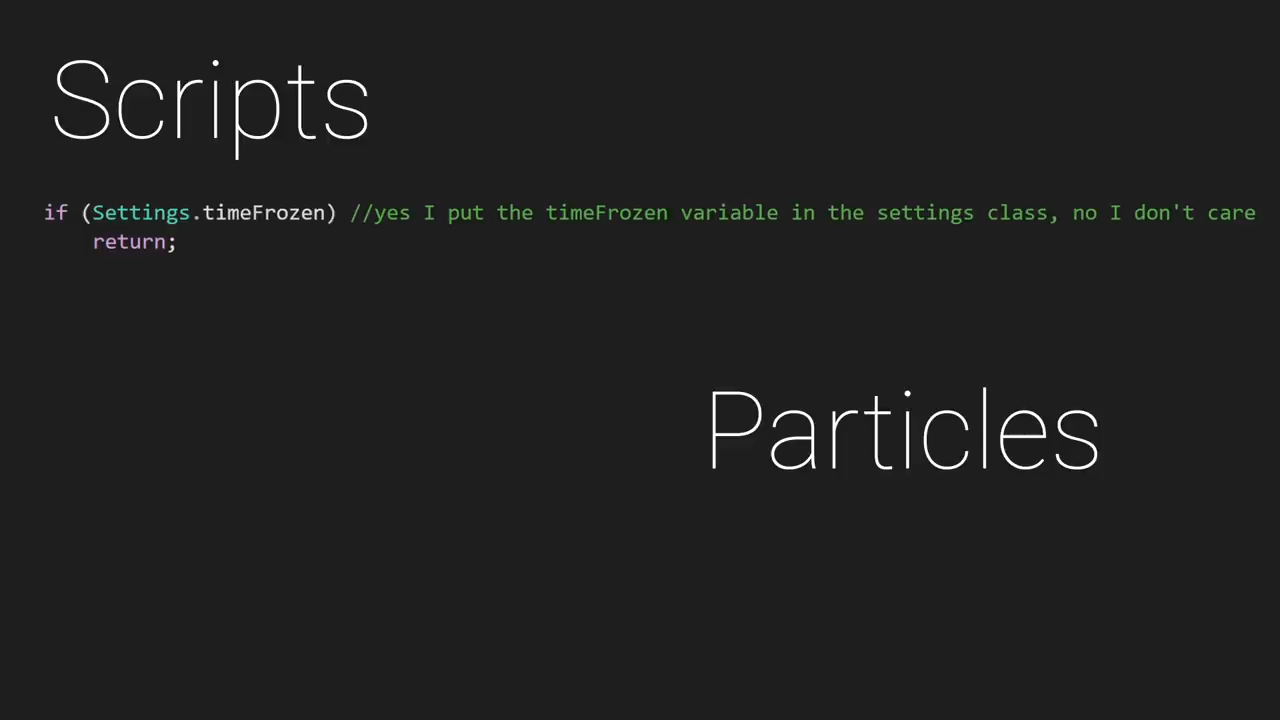 Scripts
if (Settings.timeFrozen) //yes I put the timeFrozen variable in the settings class, no I don't care
return;
Particles